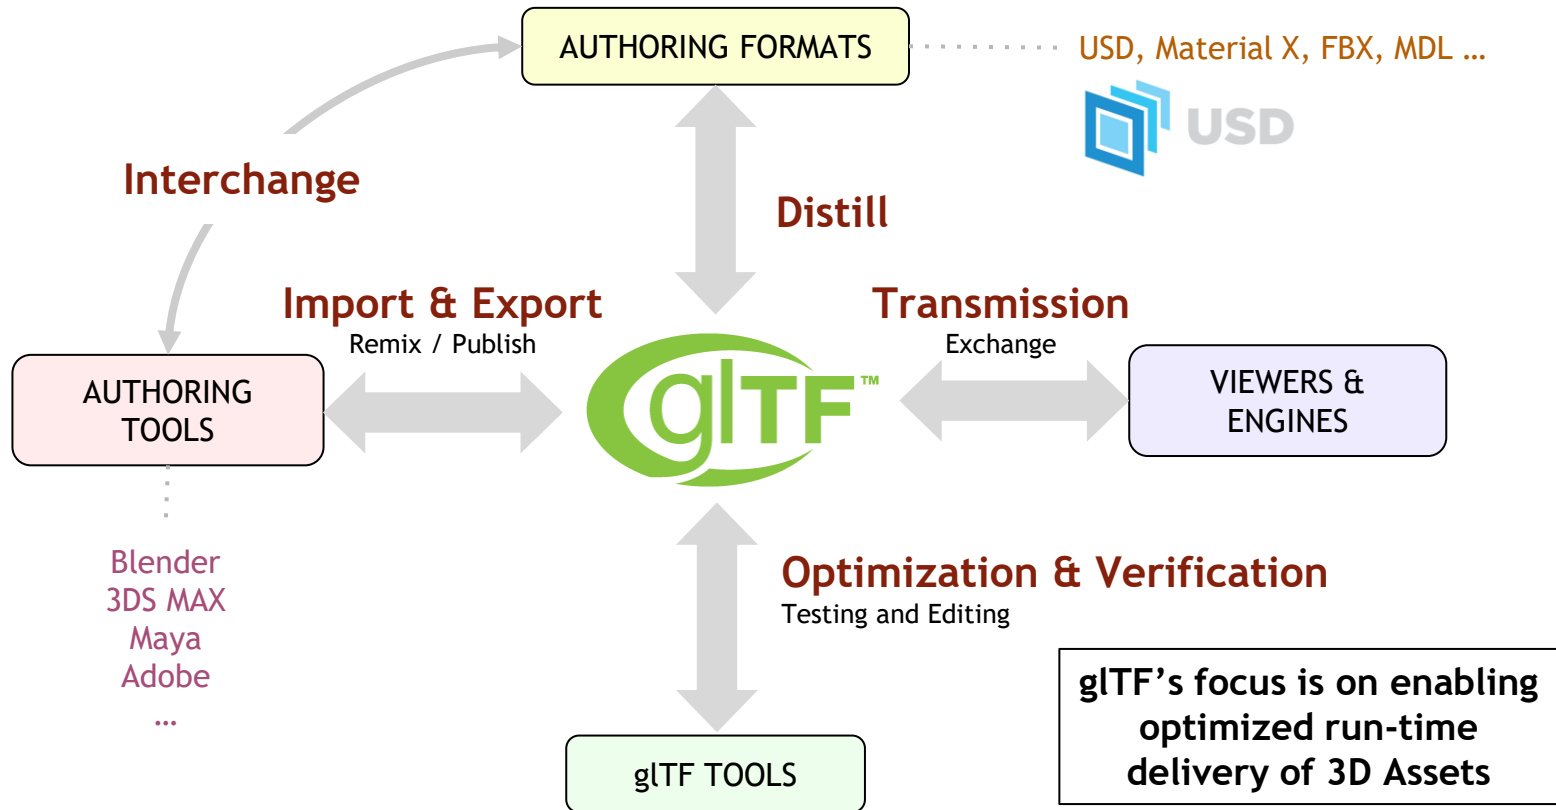 AUTHORING FORMATS
USD, Material X, FBX, MDL …
USD
Interchange
Distill
Import & Export
Remix / Publish
Transmission
Exchange
AUTHORING
TOOLS
glTF™
VIEWERS &
ENGINES
Blender
3DS MAX
Maya
Adobe
…
Optimization & Verification
Testing and Editing
glTF TOOLS
glTF’s focus is on enabling
optimized run-time
delivery of 3D Assets